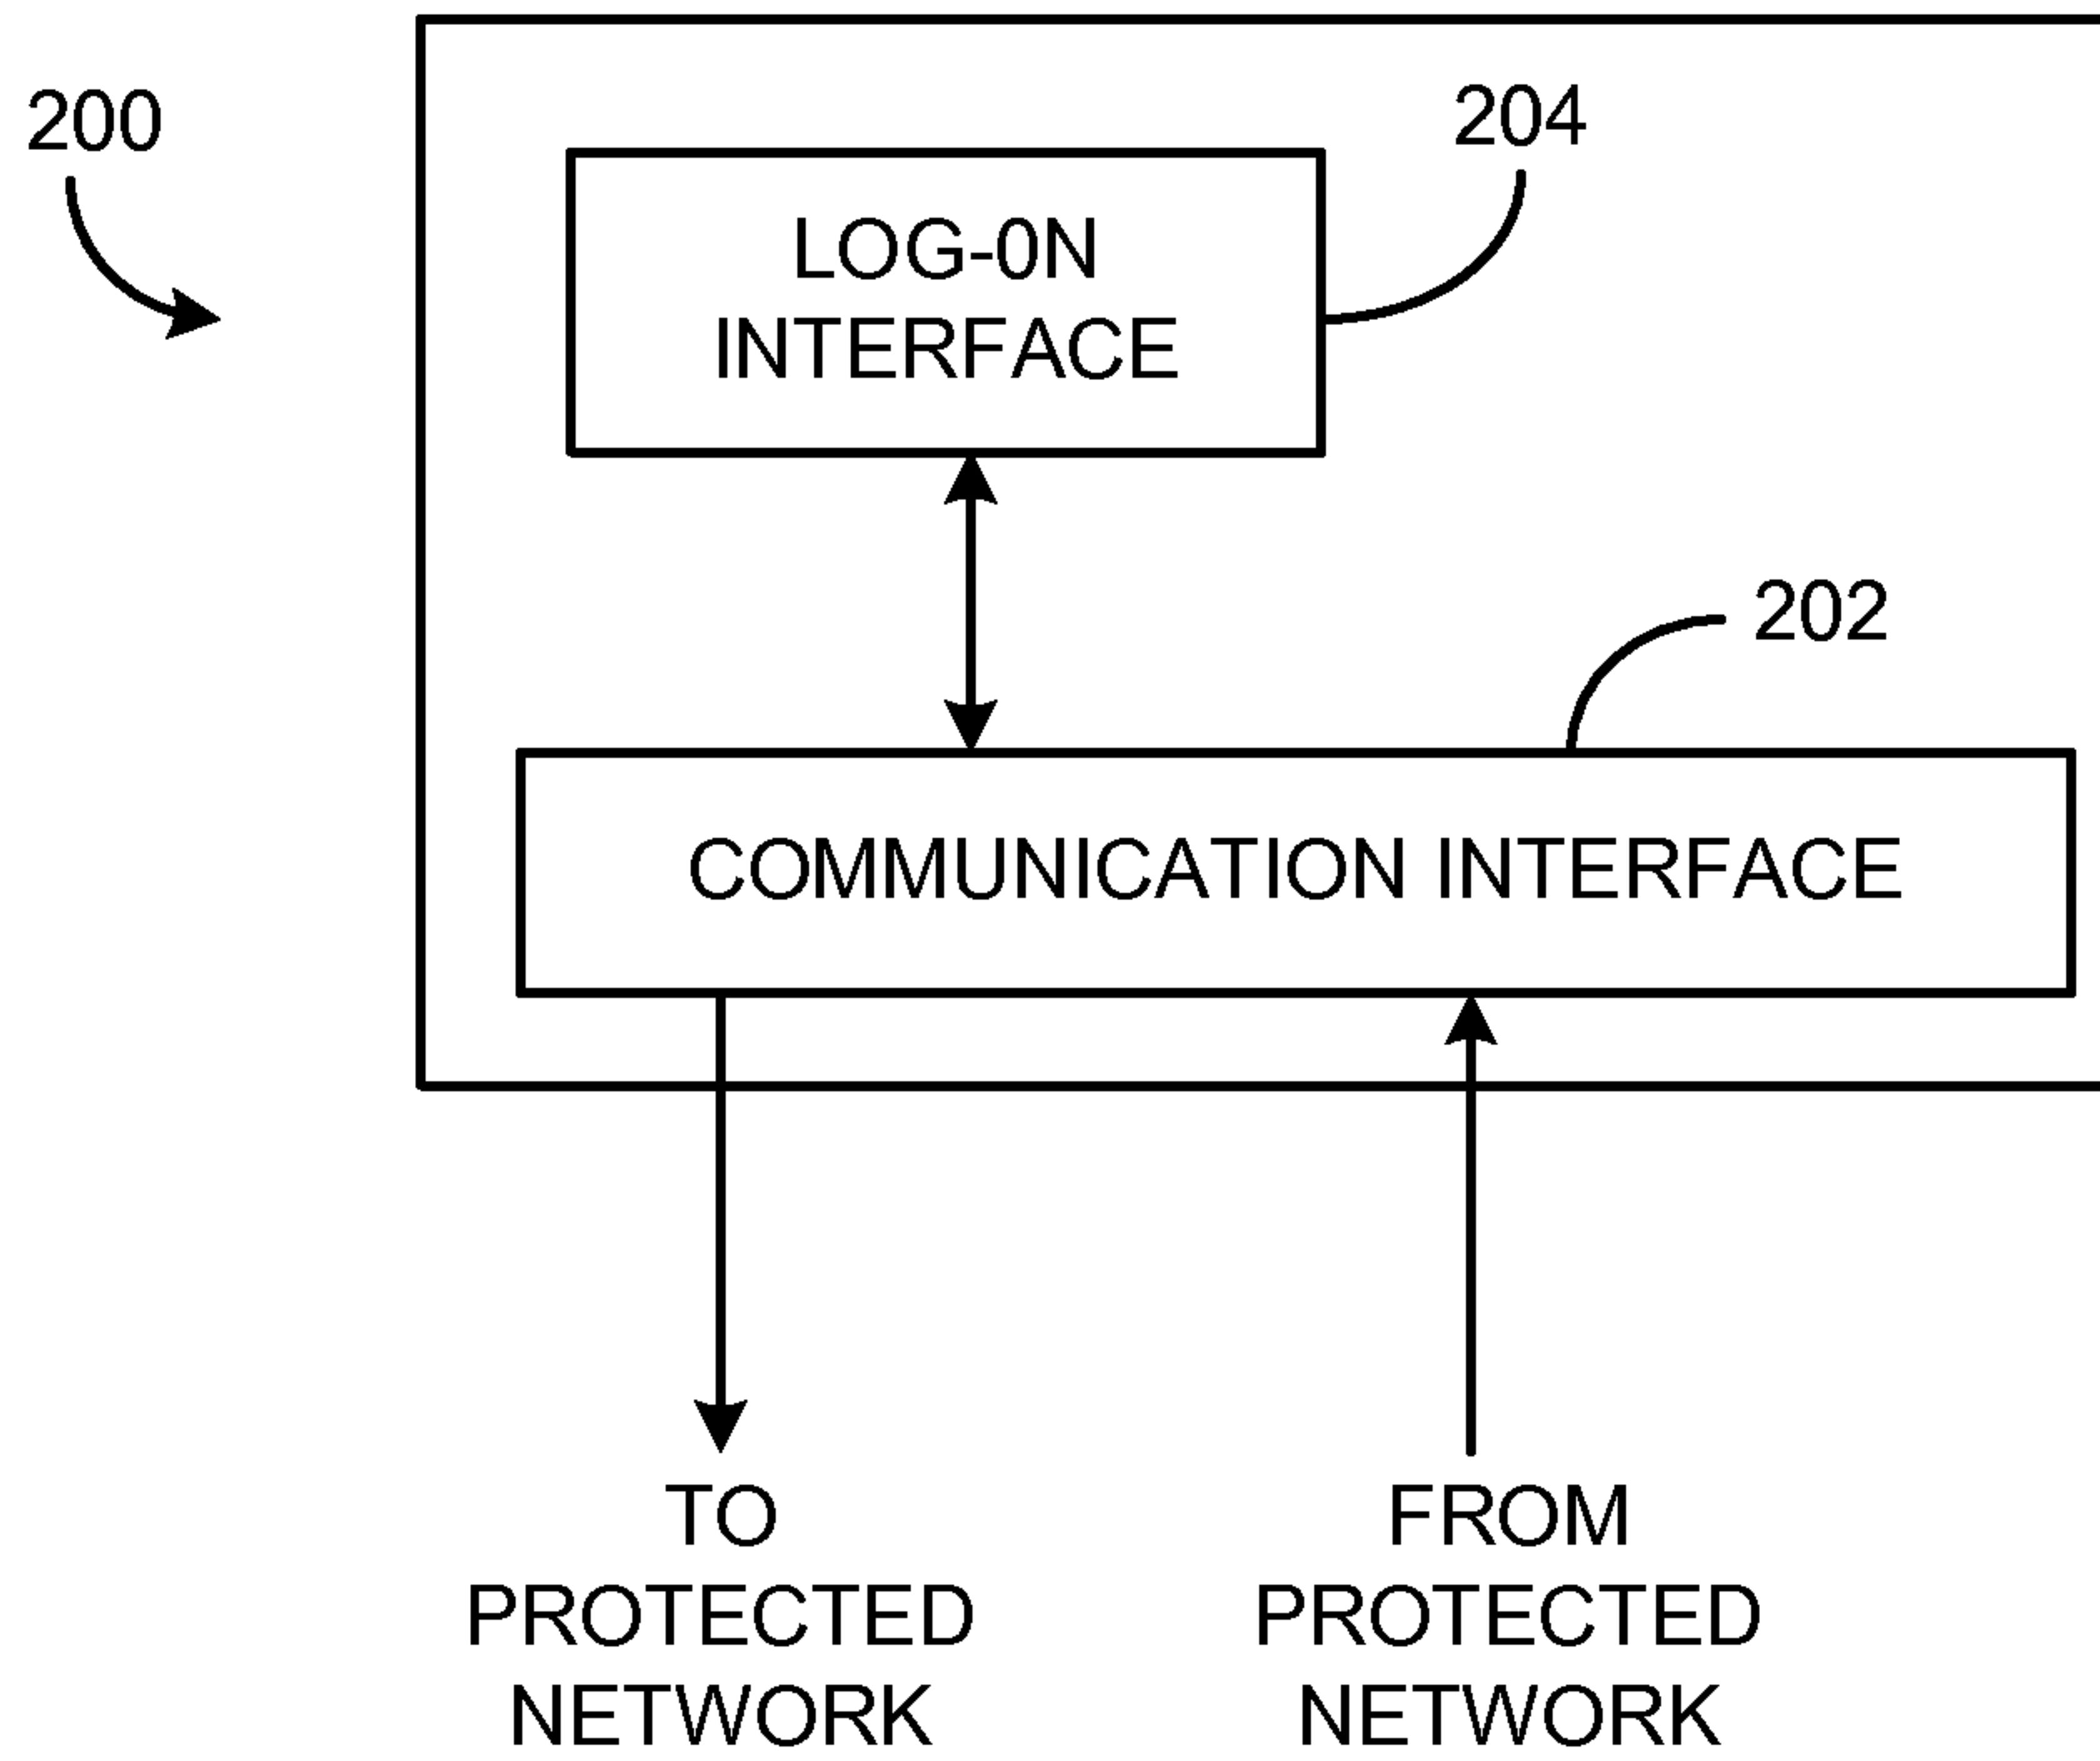 200
204
LOG-0N
INTERFACE
202
COMMUNICATION INTERFACE
TO
PROTECTED
NETWORK
FROM
PROTECTED
NETWORK